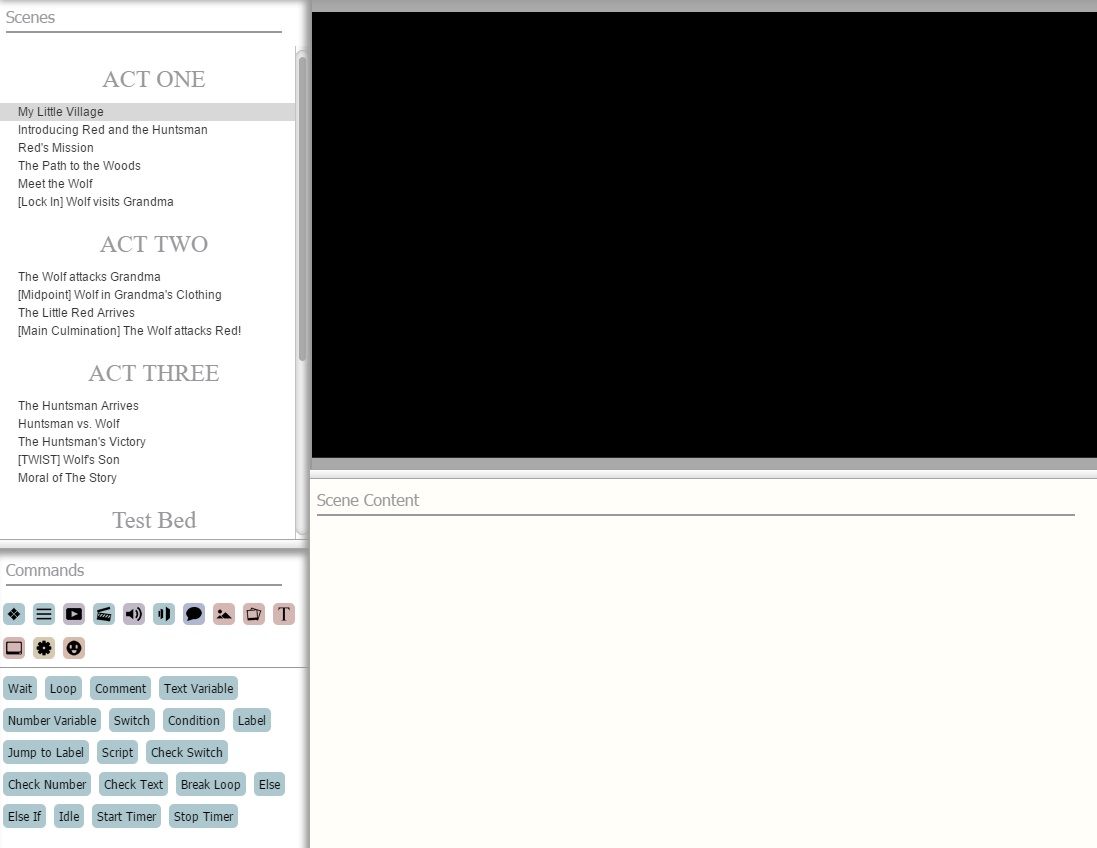 Scenes
ACT ONE
My Little Village
Introducing Red and the Huntsman
Red's Mission
The Path to the Woods
Meet the Wolf
[Lock In] Wolf visits Grandma
ACT TWO
The Wolf attacks Grandma
[Midpoint] Wolf in Grandma's Clothing
The Little Red Arrives
[Main Culmination] The Wolf attacks Red!
ACT THREE
The Huntsman Arrives
Huntsman vs. Wolf
The Huntsman's Victory
[TWIST] Wolf's Son
Moral of The Story
Test Bed
Scene Content
Commands
T
Wait Loop Comment Text Variable
Number Variable Switch Condition Label
Jump to Label Script Check Switch
Check Number Check Text Break Loop Else
Else If Idle Start Timer Stop Timer